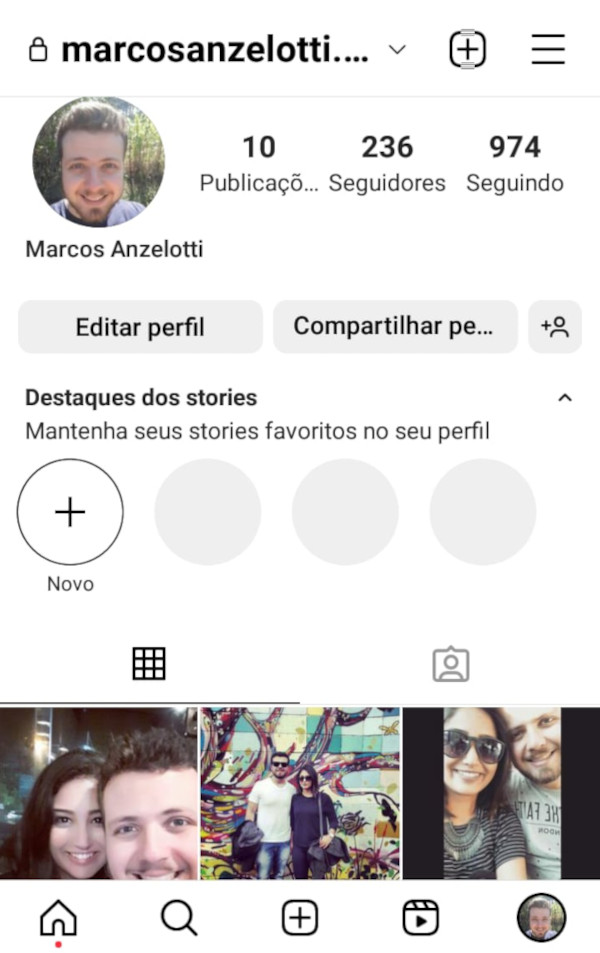 marcosanzelotti....
10 236 974
Publicaçõ... Seguidores Seguindo
Marcos Anzelotti
Editar perfil Compartilhar pe...
Destaques dos stories
Mantenha seus stories favoritos no seu perfil
Novo